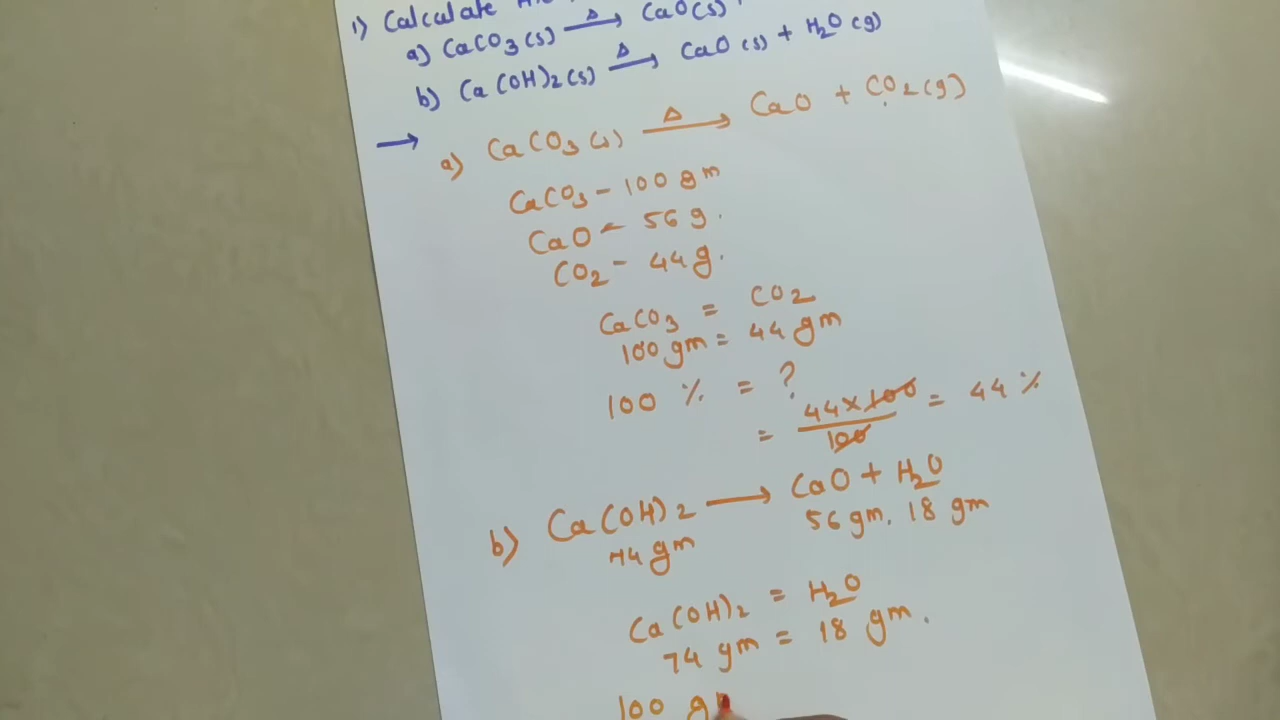 1) Calculate
a) CaCO3 (s) —Δ→ CaO(s)
b) Ca(OH)2(s) —Δ→ CaO (s) + H2O (g)
→ a) CaCO3 (s) —Δ→ CaO + CO2(g)
CaCO3 - 100 gm
CaO - 56 g.
CO2 - 44 g.
CaCO3 = CO2
100 gm = 44 gm
100 % = ?
= 44 x 100 / 100 = 44 %
b) Ca(OH)2 → CaO + H2O
74 gm 56 gm. 18 gm
Ca(OH)2 = H2O
74 gm = 18 gm.
100